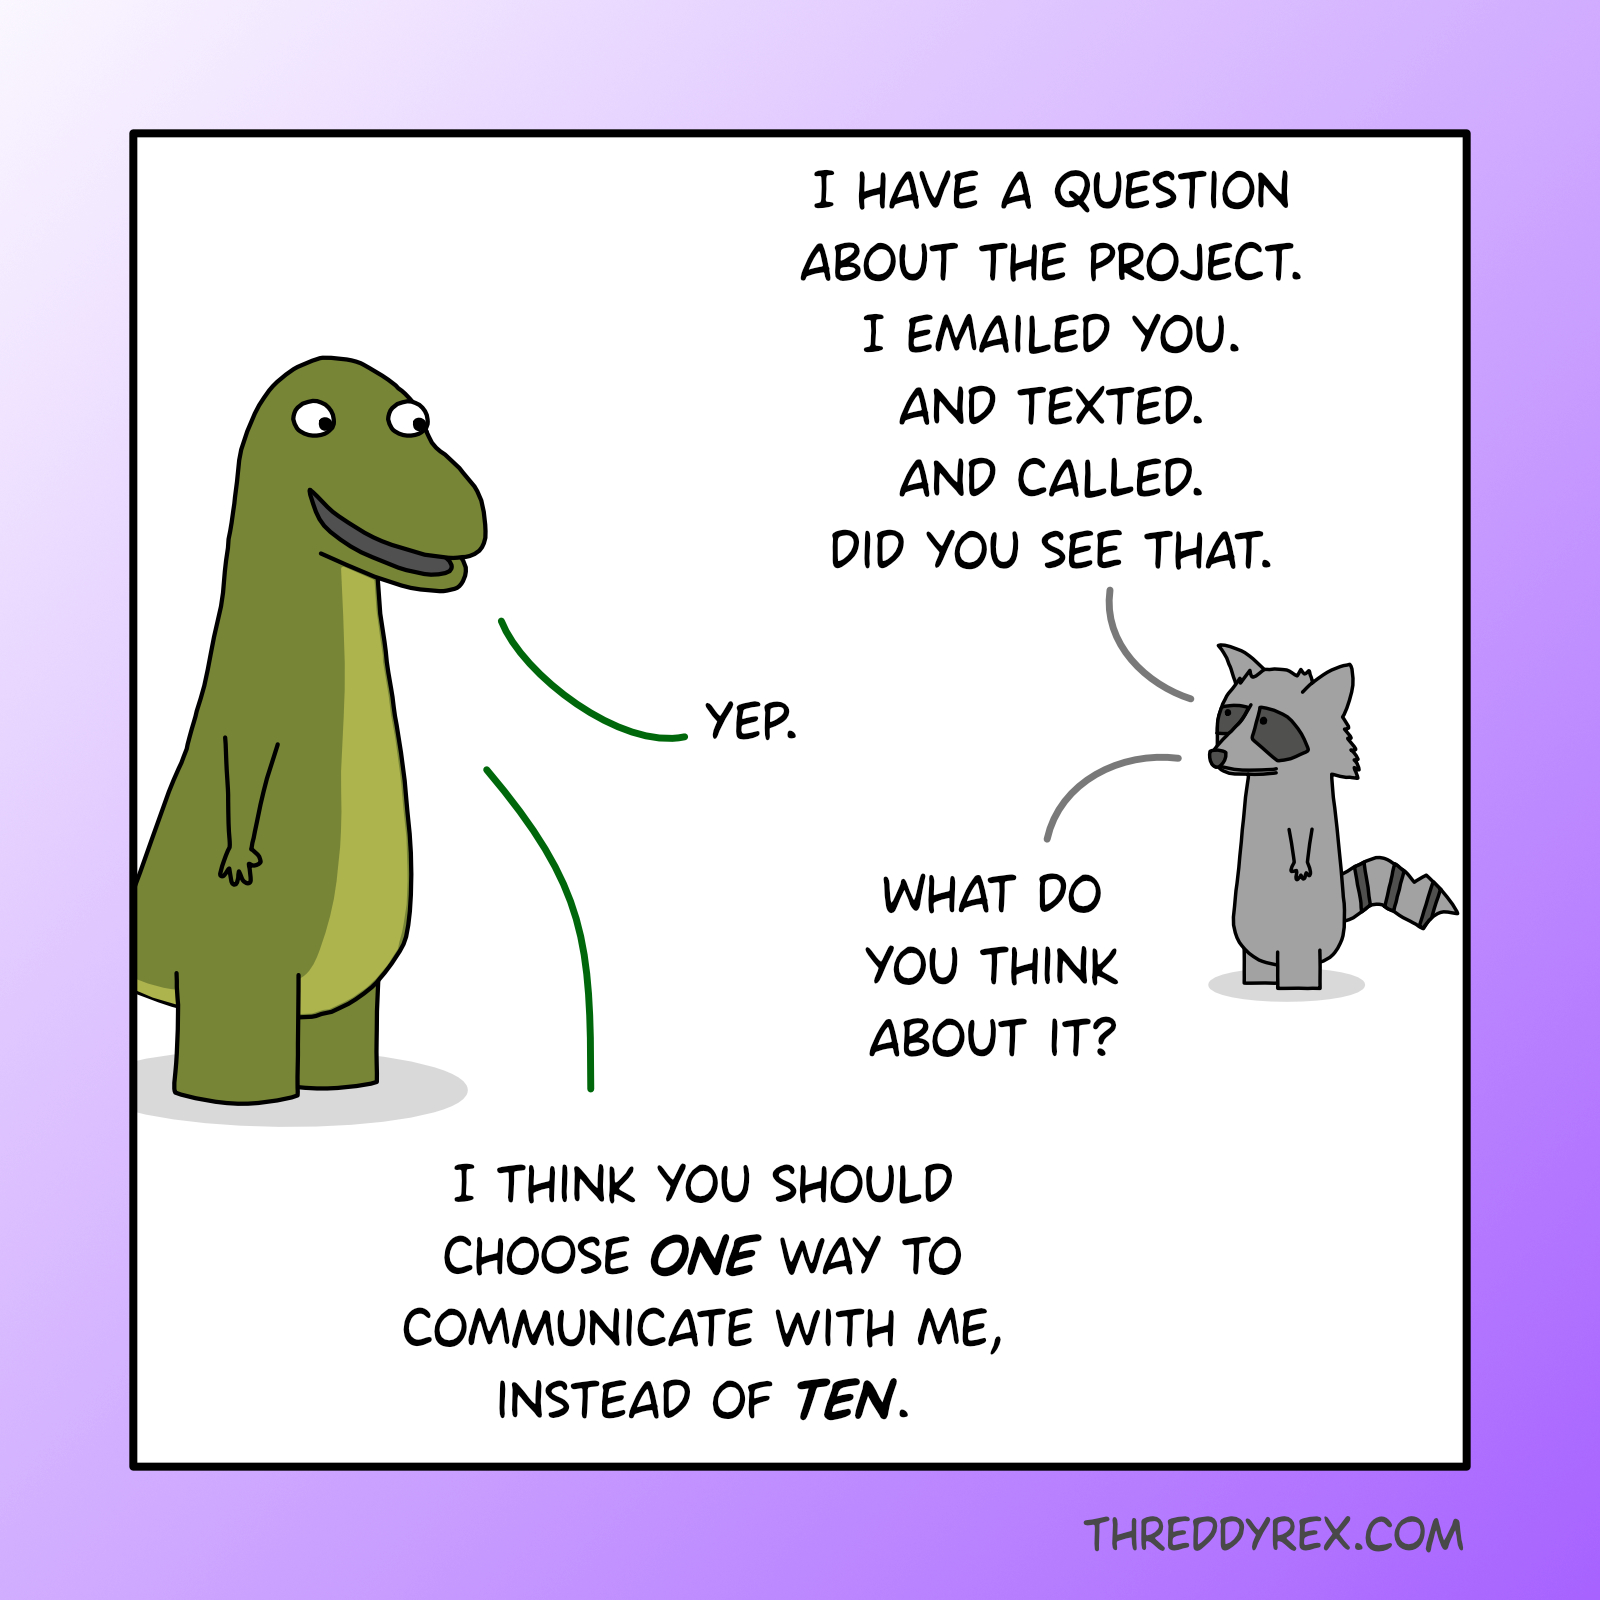 I HAVE A QUESTION
ABOUT THE PROJECT.
I EMAILED YOU.
AND TEXTED.
AND CALLED.
DID YOU SEE THAT.
YEP.
WHAT DO
YOU THINK
ABOUT IT?
I THINK YOU SHOULD
CHOOSE ONE WAY TO
COMMUNICATE WITH ME,
INSTEAD OF TEN.
THREDDYREX.COM